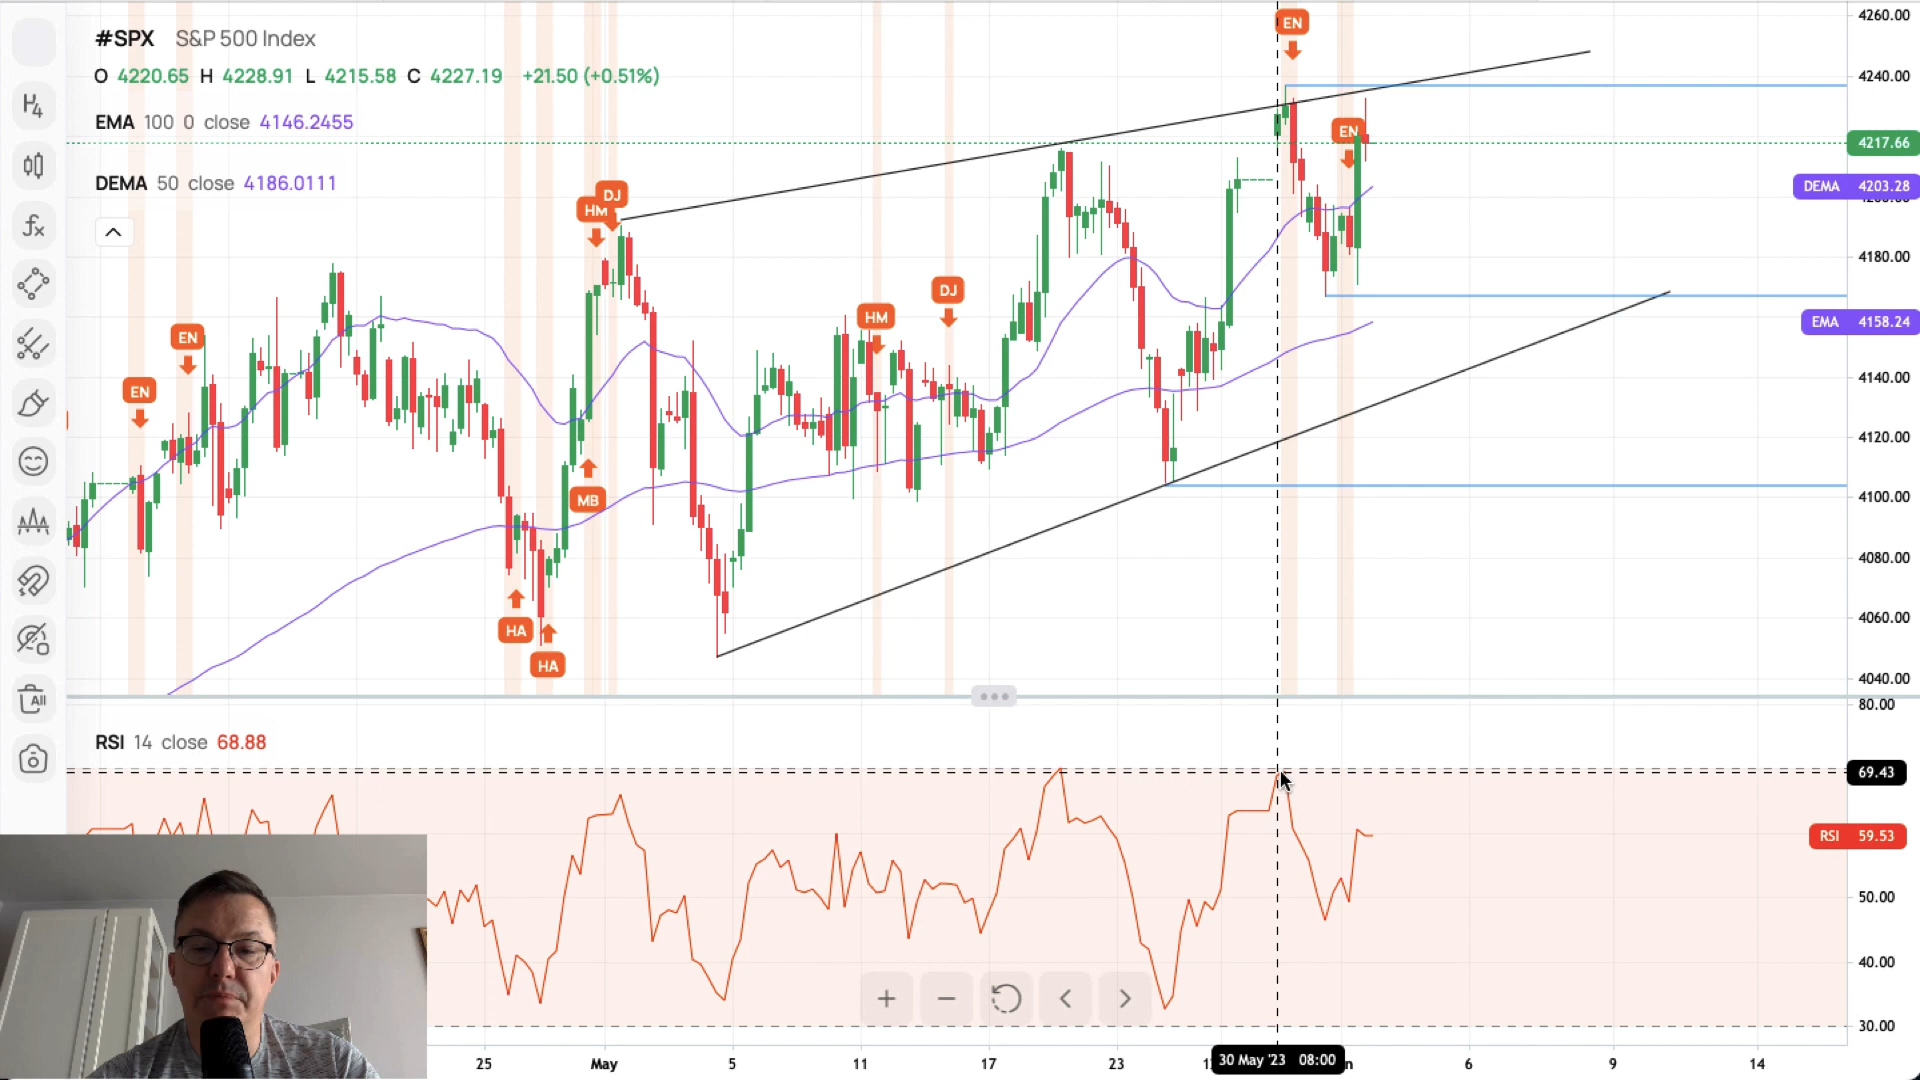 #SPX S&P 500 Index
O 4220.65 H 4228.91 L 4215.58 C 4227.19 +21.50 (+0.51%)
EMA 100 0 close 4146.2455
DEMA 50 close 4186.0111
H4
fx
All
EN
EN
HA
HA
MB
HM
DJ
HM
DJ
EN
EN
4260.00
4240.00
4217.66
DEMA 4203.28
4200.00
4180.00
EMA 4158.24
4140.00
4120.00
4100.00
4080.00
4060.00
4040.00
80.00
RSI 14 close 68.88
69.43
RSI 59.53
50.00
40.00
30.00
25 May 5 11 17 23 30 May '23 08:00 6 9 14